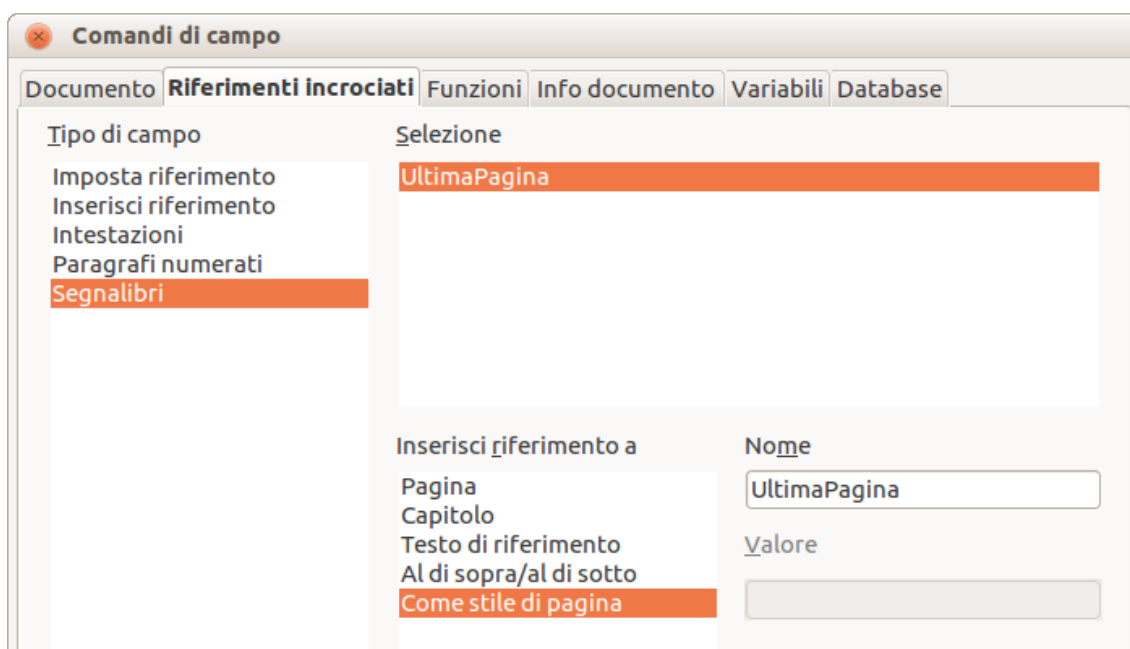 Comandi di campo
Documento Riferimenti incrociati Funzioni Info documento Variabili Database
Tipo di campo
Imposta riferimento
Inserisci riferimento
Intestazioni
Paragrafi numerati
Segnalibri
Selezione
UltimaPagina
Inserisci riferimento a
Pagina
Capitolo
Testo di riferimento
Al di sopra/al di sotto
Come stile di pagina
Nome
UltimaPagina
Valore